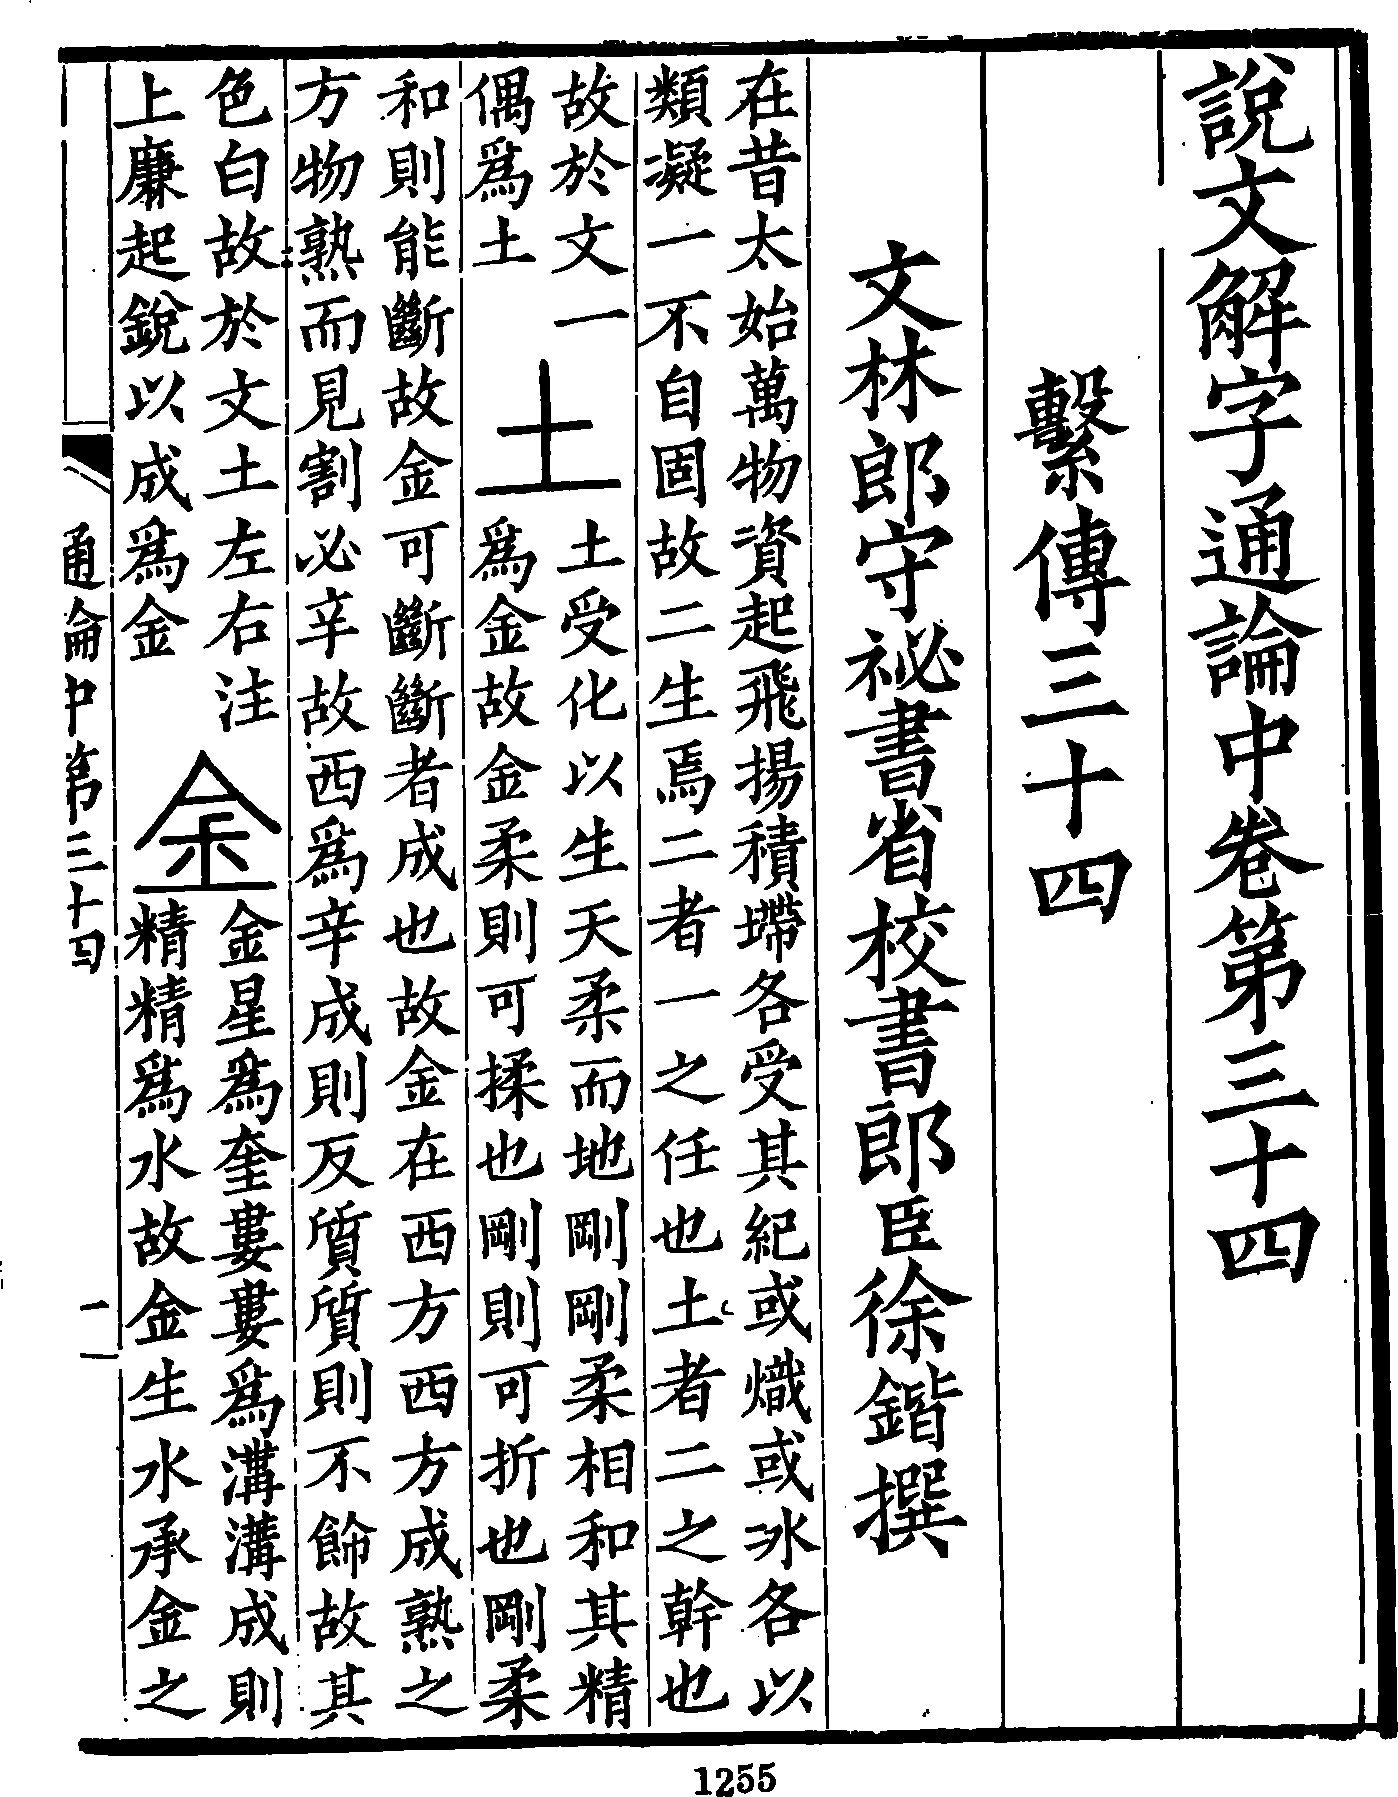 說文解字通論中卷第三十四
繫傳三十四
文林郎守祕書省校書郎臣徐鍇撰
在昔太始萬物資起飛揚積㙯各受其紀或熾或冰各以
類凝一不自固故二生焉二者一之任也土者二之幹也
故於文一
偶爲土
土
土受化以生天柔而地剛剛柔相和其精
爲金故金柔則可揉也剛則可折也剛柔
和則能斷故金可斷斷者成也故金在西方西方成熟之
方物熟而見割必辛故西爲辛成則反質質則不飾故其
色白故於文土左右注
上廉起銳以成爲金
金
金星爲奎婁婁爲溝溝成則
精精爲水故金生水承金之
通論中第三十四
一
1255